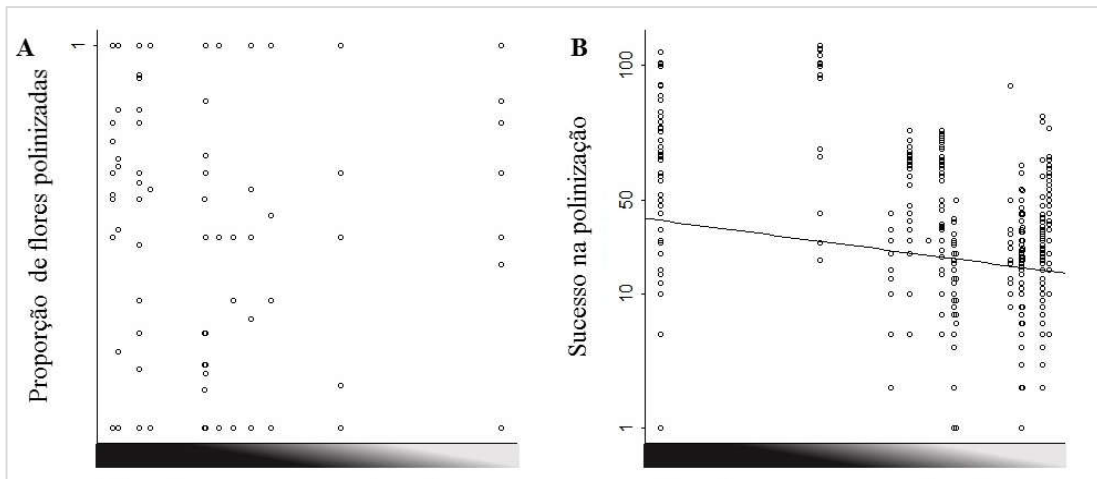 A
Proporção de flores polinizadas
1
B
Sucesso na polinização
100
50
10
1